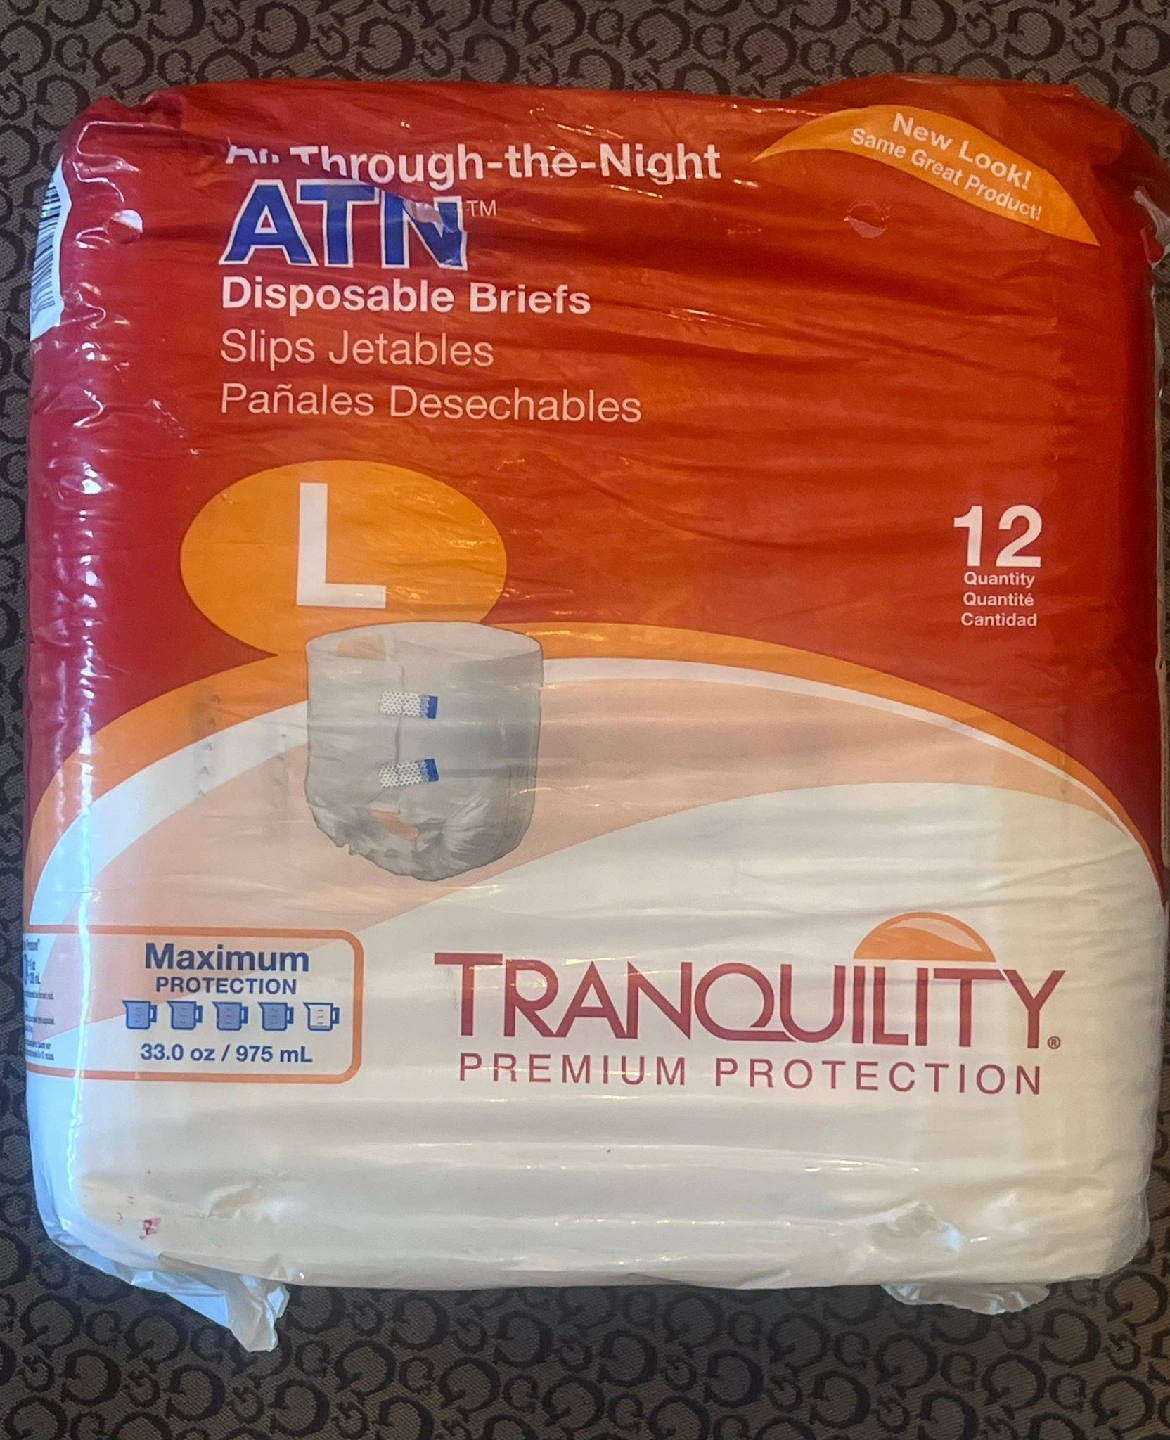 All Through-the-Night
ATN™
Disposable Briefs
Slips Jetables
Pañales Desechables
New Look!
Same Great Product!
L
12
Quantity
Quantité
Cantidad
Maximum
PROTECTION
33.0 oz / 975 mL
TRANQUILITY®
PREMIUM PROTECTION